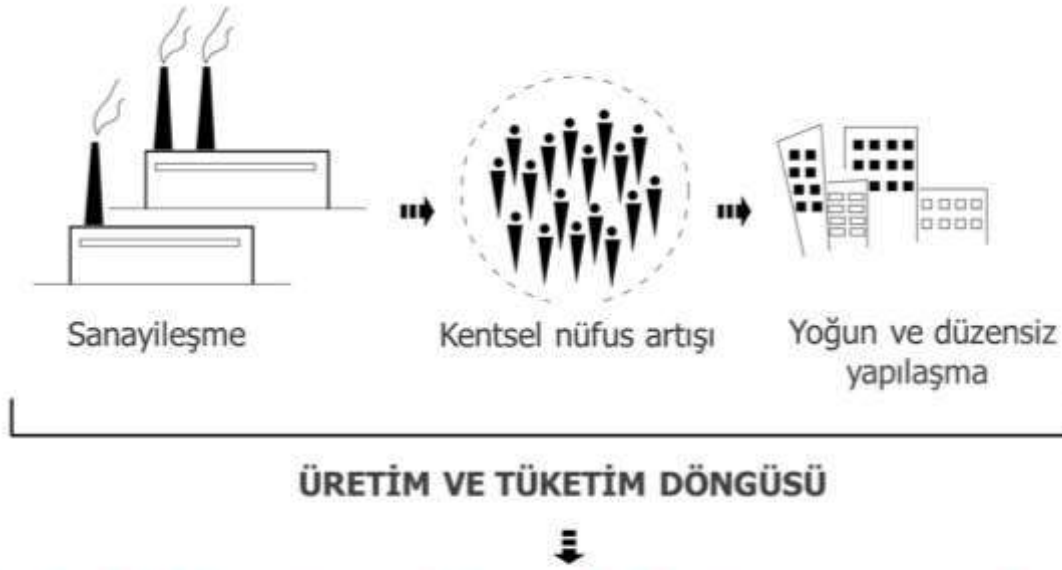 Sanayileşme
Kentsel nüfus artışı
Yoğun ve düzensiz
yapılaşma
ÜRETİM VE TÜKETİM DÖNGÜSÜ